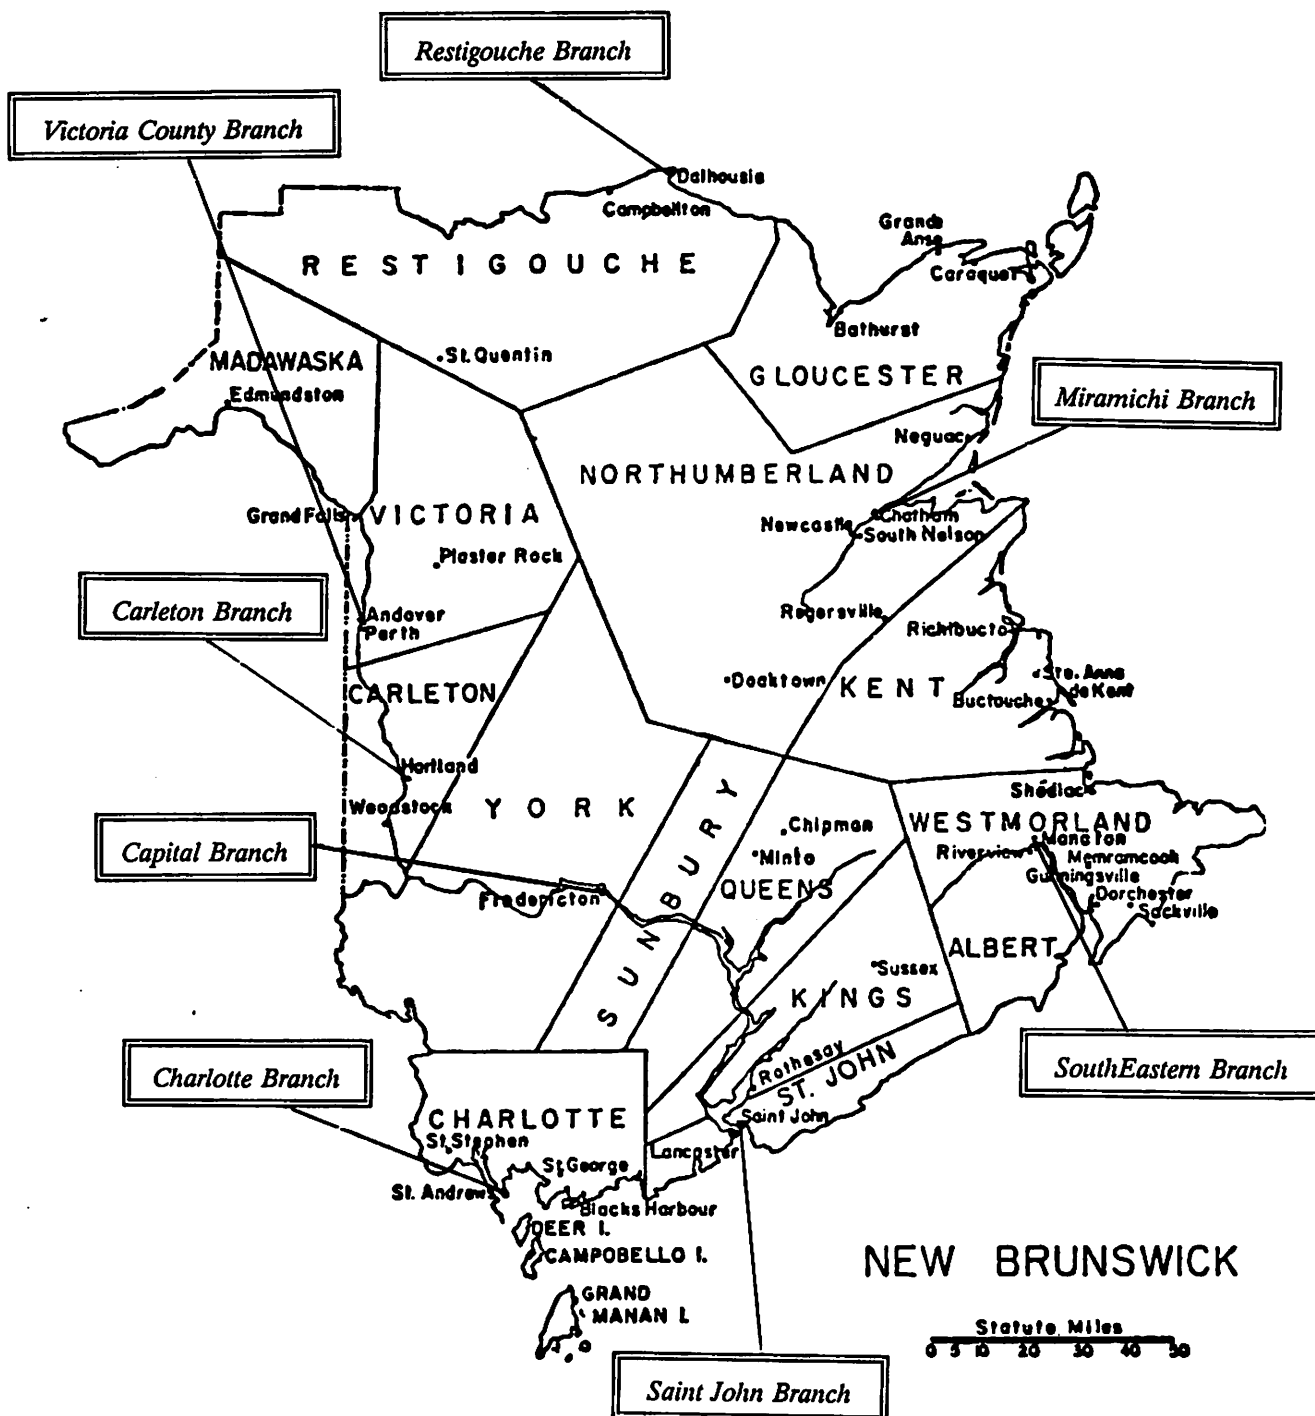 Restigouche Branch
Victoria County Branch
Dalhousie
Campbellton
Grande
Anse
Caraquet
RESTIGOUCHE
Bathurst
St. Quentin
MADAWASKA
Edmundston
GLOUCESTER
Miramichi Branch
Neguac
NORTHUMBERLAND
Grand Falls
VICTORIA
Chatham
Newcastle
South Nelson
Plaster Rock
Carleton Branch
Andover
Perth
Rogersville
Richibucto
Doaktown
KENT
Ste. Anne
de Kent
Buctouche
CARLETON
Hartland
Shediac
Woodstock
YORK
SUNBURY
Chipman
WESTMORLAND
Moncton
Capital Branch
Minto
Riverview
Memramcook
Gunningsville
QUEENS
Dorchester
Fredericton
Sackville
ALBERT
Sussex
KINGS
SouthEastern Branch
Charlotte Branch
Rothesay
ST. JOHN
CHARLOTTE
Saint John
St. Stephen
Lancaster
St. George
St. Andrews
Blacks Harbour
DEER I.
CAMPOBELLO I.
GRAND
MANAN I.
NEW BRUNSWICK
Statute Miles
0 5 10 20 30 40 50
Saint John Branch